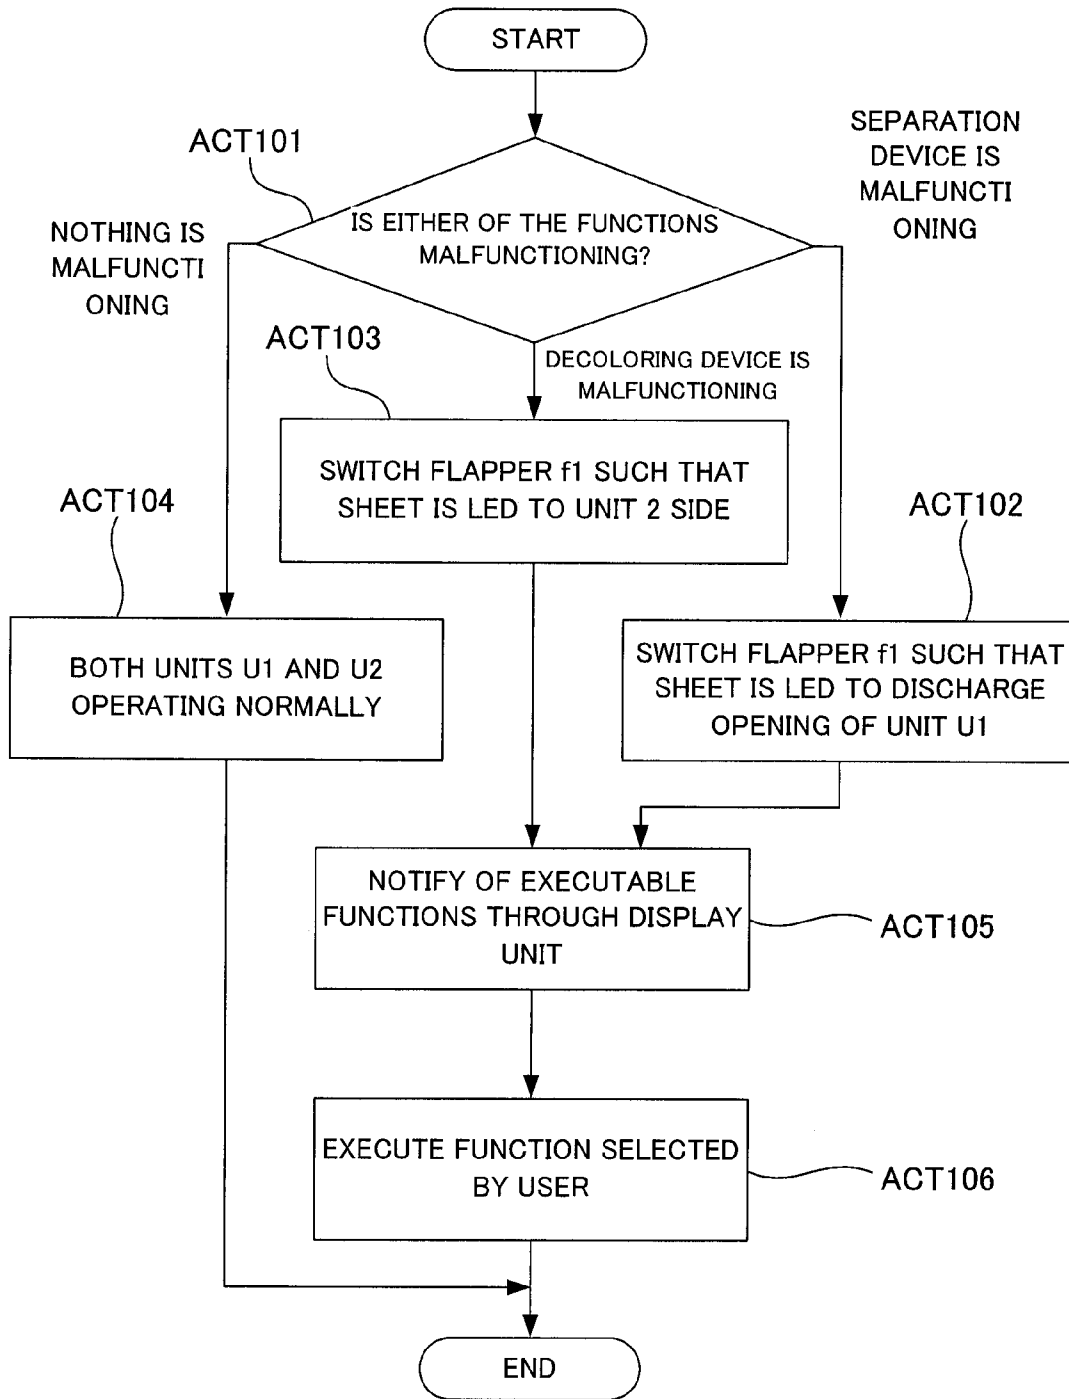 START
ACT101
SEPARATION
DEVICE IS
MALFUNCTI
ONING
IS EITHER OF THE FUNCTIONS
MALFUNCTIONING?
NOTHING IS
MALFUNCTI
ONING
ACT103
DECOLORING DEVICE IS
MALFUNCTIONING
SWITCH FLAPPER f1 SUCH THAT
SHEET IS LED TO UNIT 2 SIDE
ACT104
ACT102
BOTH UNITS U1 AND U2
OPERATING NORMALLY
SWITCH FLAPPER f1 SUCH THAT
SHEET IS LED TO DISCHARGE
OPENING OF UNIT U1
NOTIFY OF EXECUTABLE
FUNCTIONS THROUGH DISPLAY
UNIT
ACT105
EXECUTE FUNCTION SELECTED
BY USER
ACT106
END